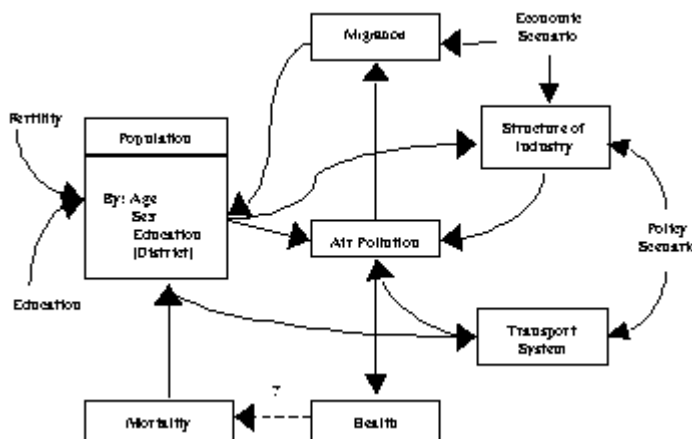 Migrance
Economic
Scenario
Fertility
Population
Structure of
Industry
By: Age
Sex
Education
(District)
Air Pollution
Policy
Scenario
Education
Transport
System
?
Mortality
Health